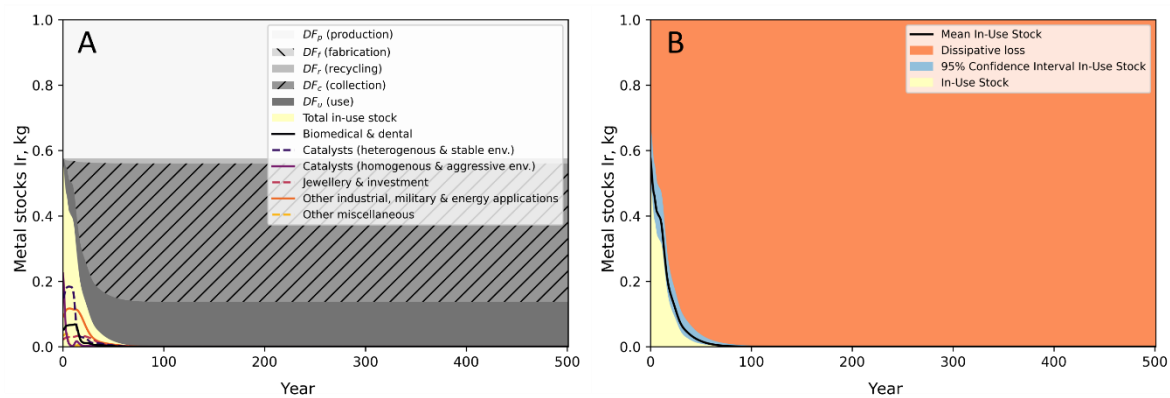 A
Metal stocks Ir, kg
1.0
0.8
0.6
0.4
0.2
0.0
0
100
200
300
400
500
Year
DFp (production)
DFf (fabrication)
DFr (recycling)
DFc (collection)
DFu (use)
Total in-use stock
Biomedical & dental
Catalysts (heterogenous & stable env.)
Catalysts (homogenous & aggressive env.)
Jewellery & investment
Other industrial, military & energy applications
Other miscellaneous
B
Metal stocks Ir, kg
1.0
0.8
0.6
0.4
0.2
0.0
0
100
200
300
400
500
Year
Mean In-Use Stock
Dissipative loss
95% Confidence Interval In-Use Stock
In-Use Stock